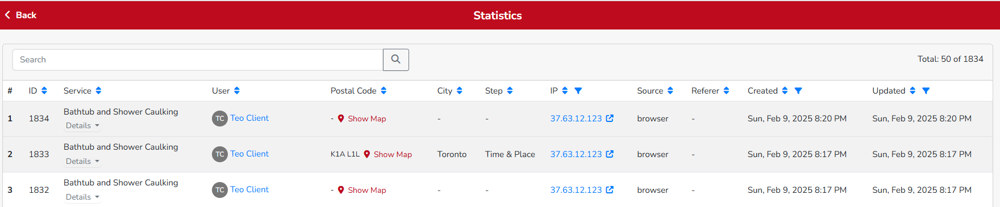 Back
Statistics
Search
Total: 50 of 1834
# ID Service User Postal Code City Step IP Source Referer Created Updated
1 1834 Bathtub and Shower Caulking Details TC Teo Client - Show Map - - 37.63.12.123 browser - Sun, Feb 9, 2025 8:20 PM Sun, Feb 9, 2025 8:20 PM
2 1833 Bathtub and Shower Caulking Details TC Teo Client K1A L1L Show Map Toronto Time & Place 37.63.12.123 browser - Sun, Feb 9, 2025 8:17 PM Sun, Feb 9, 2025 8:17 PM
3 1832 Bathtub and Shower Caulking Details TC Teo Client - Show Map - - 37.63.12.123 browser - Sun, Feb 9, 2025 8:17 PM Sun, Feb 9, 2025 8:17 PM